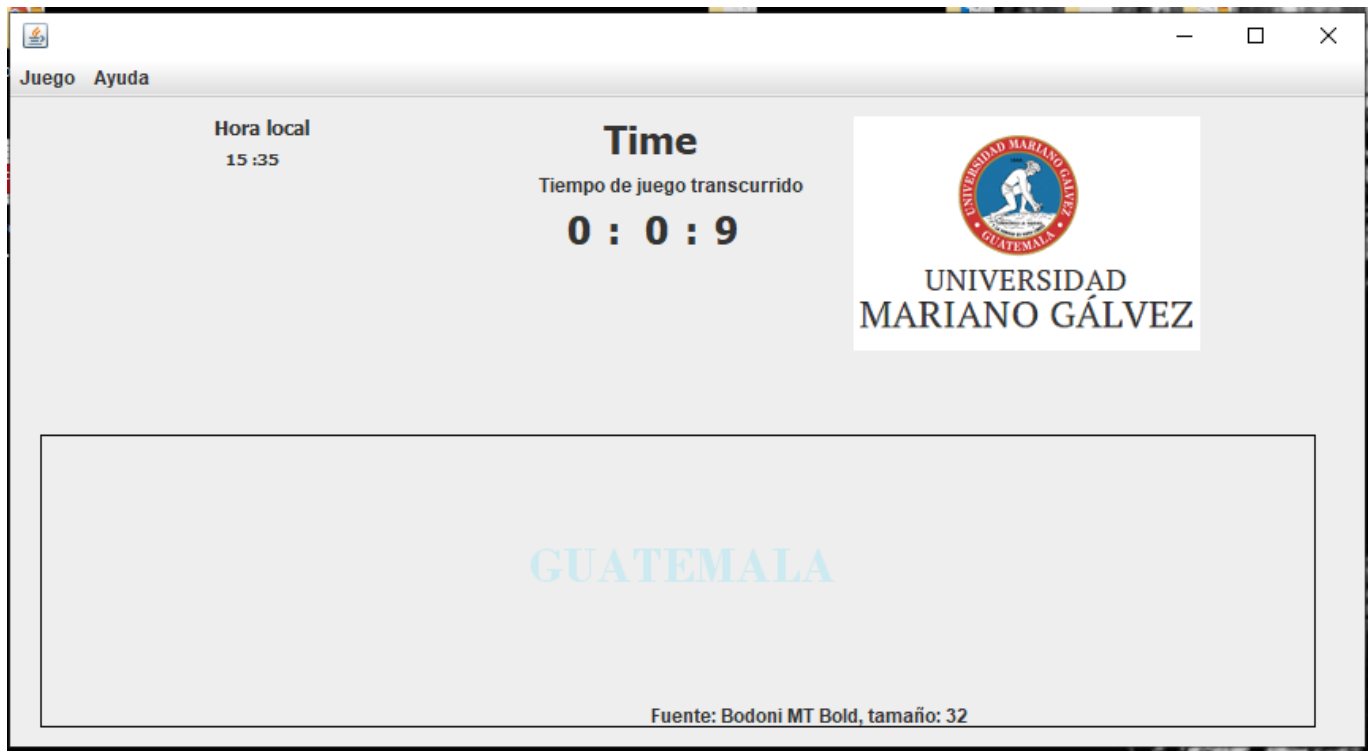 Juego Ayuda
Hora local
15 :35
Time
Tiempo de juego transcurrido
0 : 0 : 9
UNIVERSIDAD MARIANO GÁLVEZ
GUATEMALA
UNIVERSIDAD
MARIANO GÁLVEZ
GUATEMALA
Fuente: Bodoni MT Bold, tamaño: 32